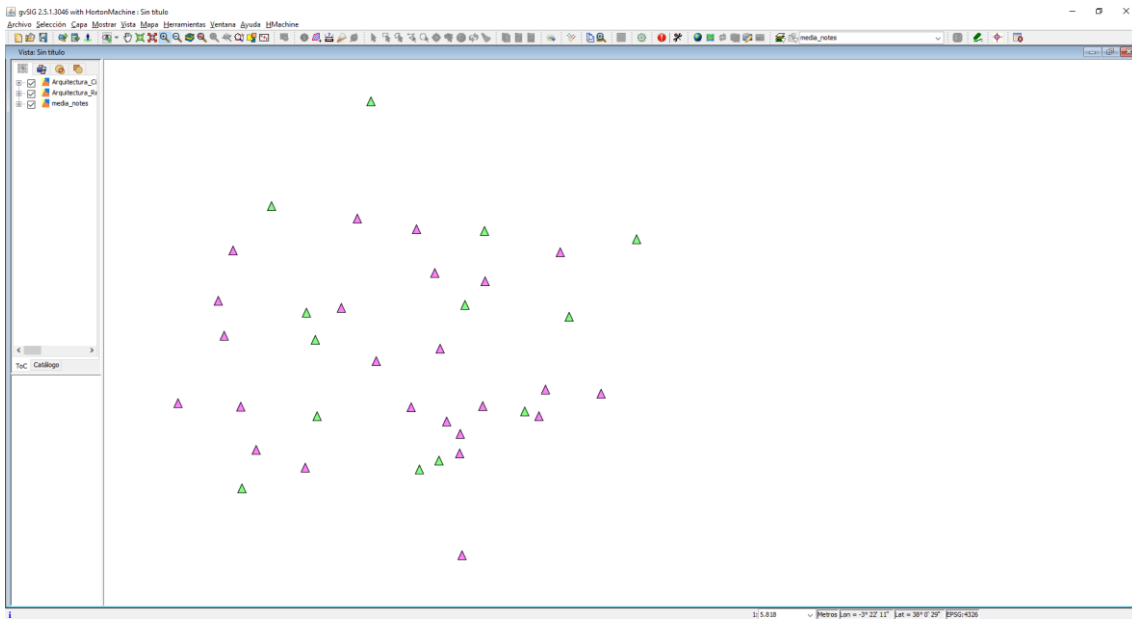 gvSIG 2.5.1.3046 with HortonMachine : Sin título
Archivo Selección Capa Mostrar Vista Mapa Herramientas Ventana Ayuda HMachine
media_notes
Vista: Sin título
Arquitectura_Ci
Arquitectura_Re
media_notes
ToC Catálogo
1: 5.818 Metros Lon = -3° 22' 11" Lat = 38° 0' 29" EPSG:4326